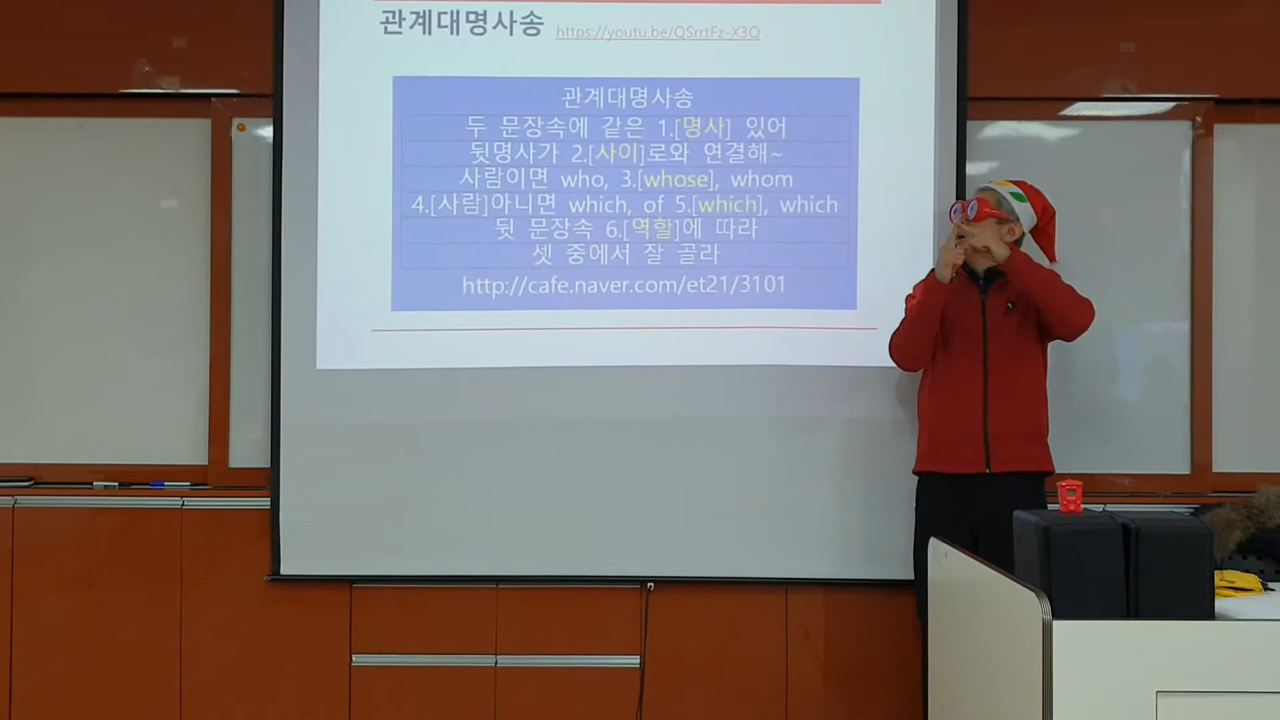 관계대명사송 https://youtu.be/QSrrtFz-X3Q
관계대명사송
두 문장속에 같은 1.[명사] 있어
뒷명사가 2.[사이]로와 연결해~
사람이면 who, 3.[whose], whom
4.[사람]아니면 which, of 5.[which], which
뒷 문장속 6.[역할]에 따라
셋 중에서 잘 골라
http://cafe.naver.com/et21/3101